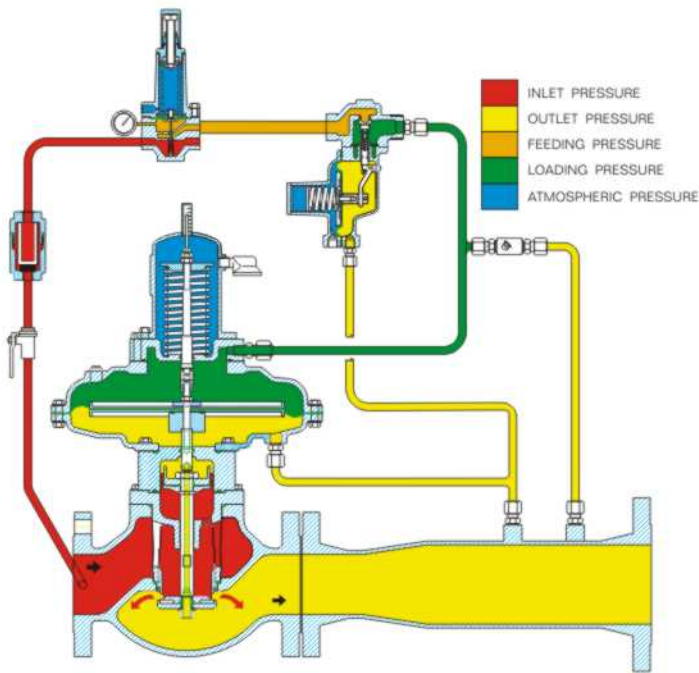 INLET PRESSURE
OUTLET PRESSURE
FEEDING PRESSURE
LOADING PRESSURE
ATMOSPHERIC PRESSURE